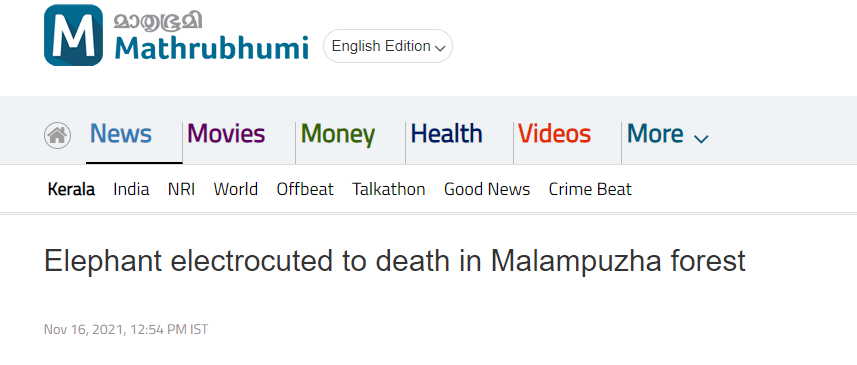 മാതൃഭൂമി
Mathrubhumi
English Edition
News Movies Money Health Videos More
Kerala India NRI World Offbeat Talkathon Good News Crime Beat
Elephant electrocuted to death in Malampuzha forest
Nov 16, 2021, 12:54 PM IST